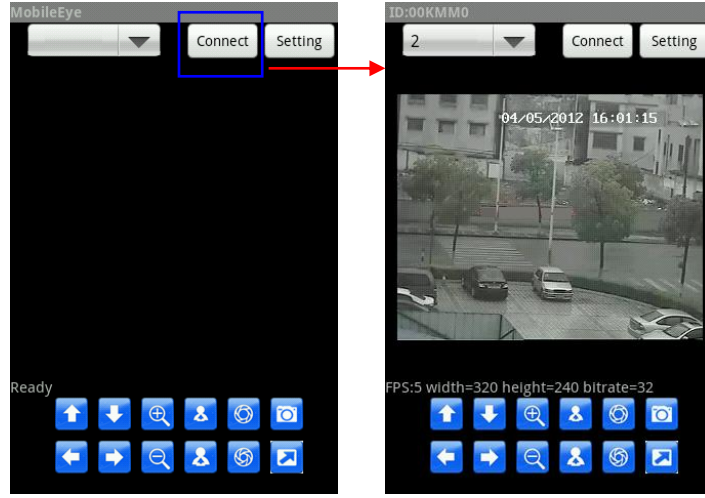 MobileEye
Connect
Setting
Ready
ID:00KMM0
2
Connect
Setting
04/05/2012 16:01:15
FPS:5 width=320 height=240 bitrate=32